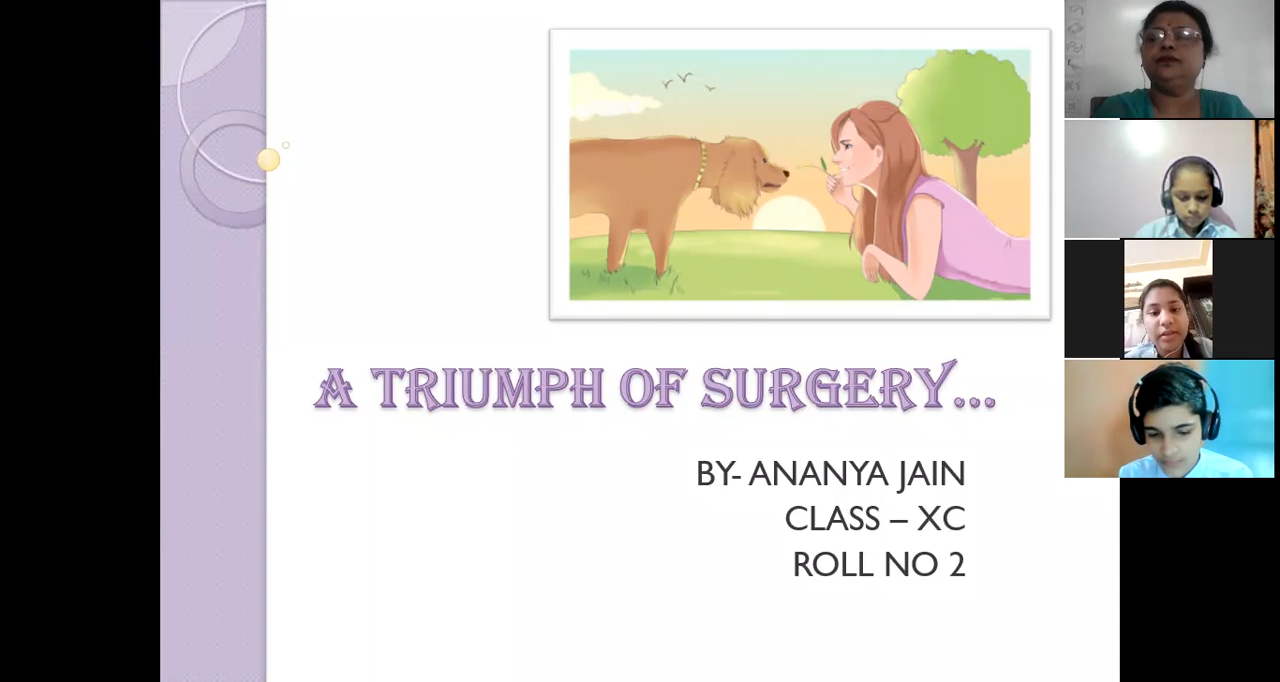 A TRIUMPH OF SURGERY...
BY- ANANYA JAIN
CLASS – XC
ROLL NO 2